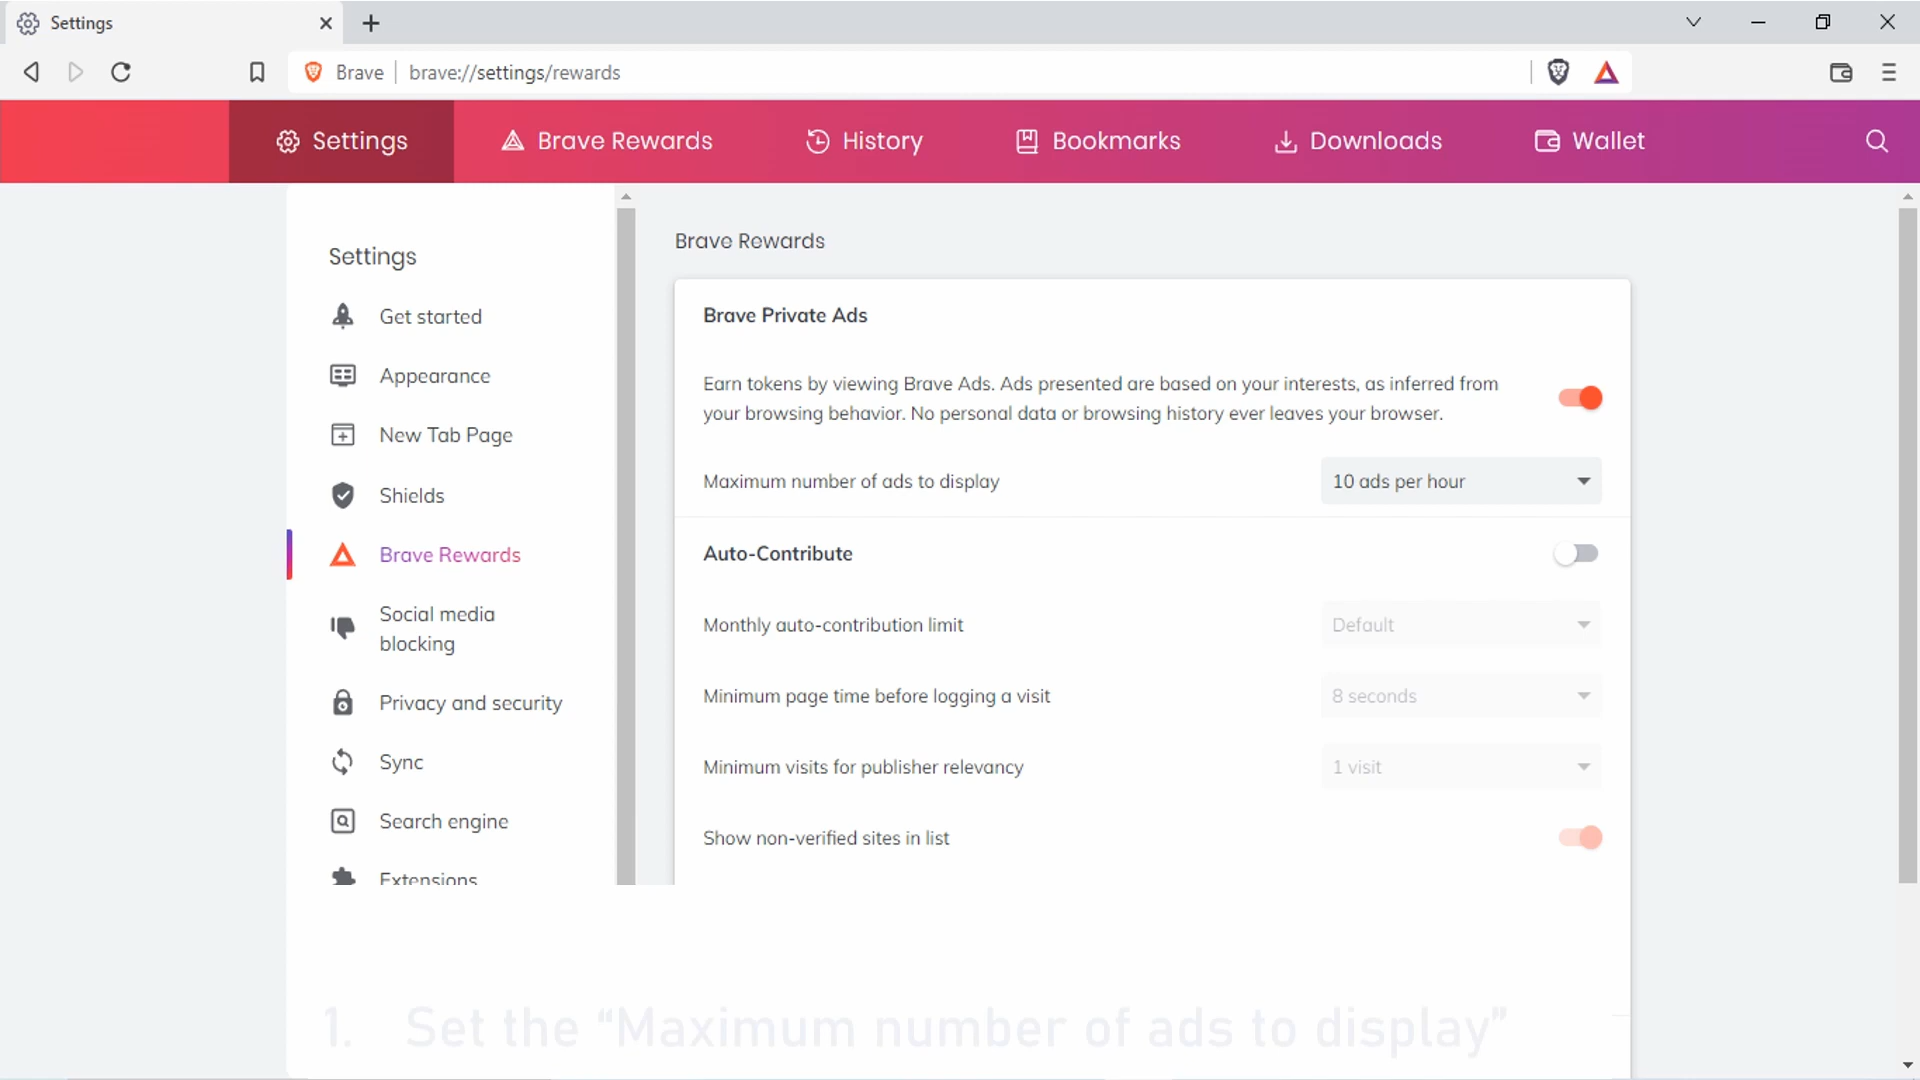 Settings
Brave
brave://settings/rewards
Settings
Brave Rewards
History
Bookmarks
Downloads
Wallet
Settings
Get started
Appearance
New Tab Page
Shields
Brave Rewards
Social media
blocking
Privacy and security
Sync
Search engine
Extensions
Brave Rewards
Brave Private Ads
Earn tokens by viewing Brave Ads. Ads presented are based on your interests, as inferred from
your browsing behavior. No personal data or browsing history ever leaves your browser.
Maximum number of ads to display
10 ads per hour
Auto-Contribute
Monthly auto-contribution limit
Default
Minimum page time before logging a visit
8 seconds
Minimum visits for publisher relevancy
1 visit
Show non-verified sites in list
1. Set the “Maximum number of ads to display”